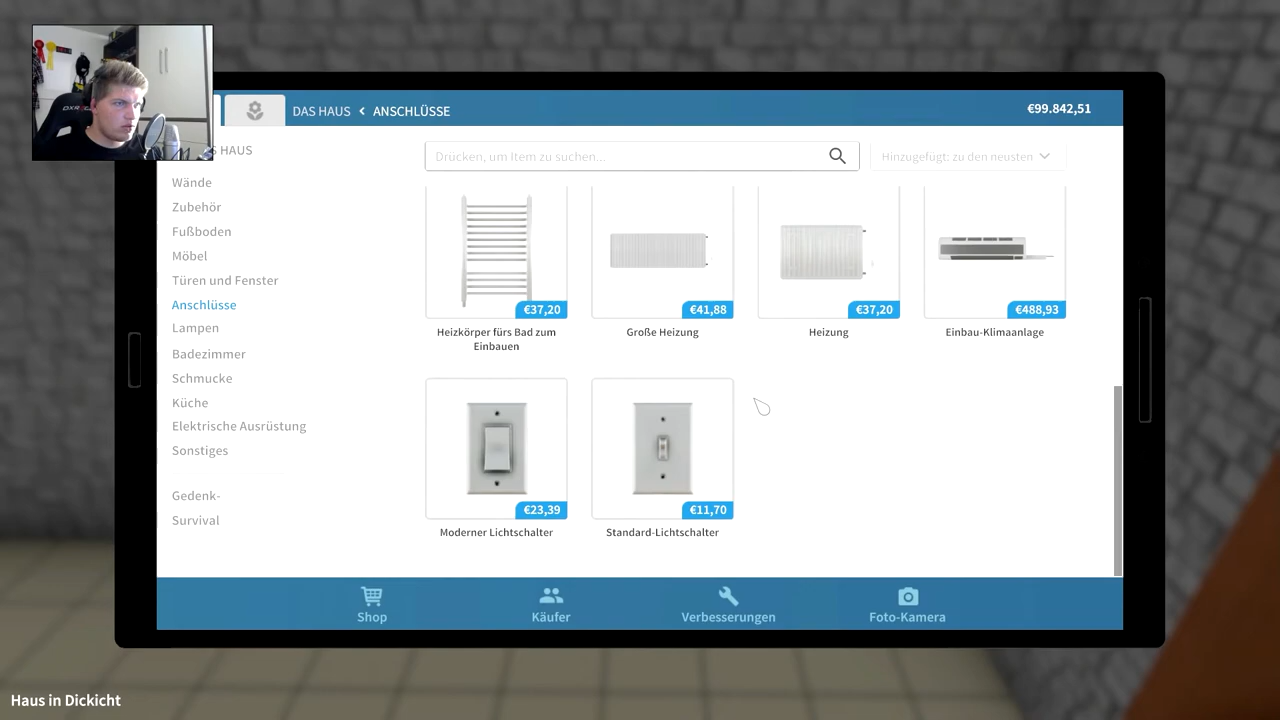 DAS HAUS < ANSCHLÜSSE
€99.842,51
S HAUS
Drücken, um Item zu suchen...
Hinzugefügt: zu den neusten
Wände
Zubehör
Fußboden
Möbel
Türen und Fenster
Anschlüsse
Lampen
Badezimmer
Schmucke
Küche
Elektrische Ausrüstung
Sonstiges
Gedenk-
Survival
€37,20
Heizkörper fürs Bad zum
Einbauen
€41,88
Große Heizung
€37,20
Heizung
€488,93
Einbau-Klimaanlage
€23,39
Moderner Lichtschalter
€11,70
Standard-Lichtschalter
Shop
Käufer
Verbesserungen
Foto-Kamera
Haus in Dickicht